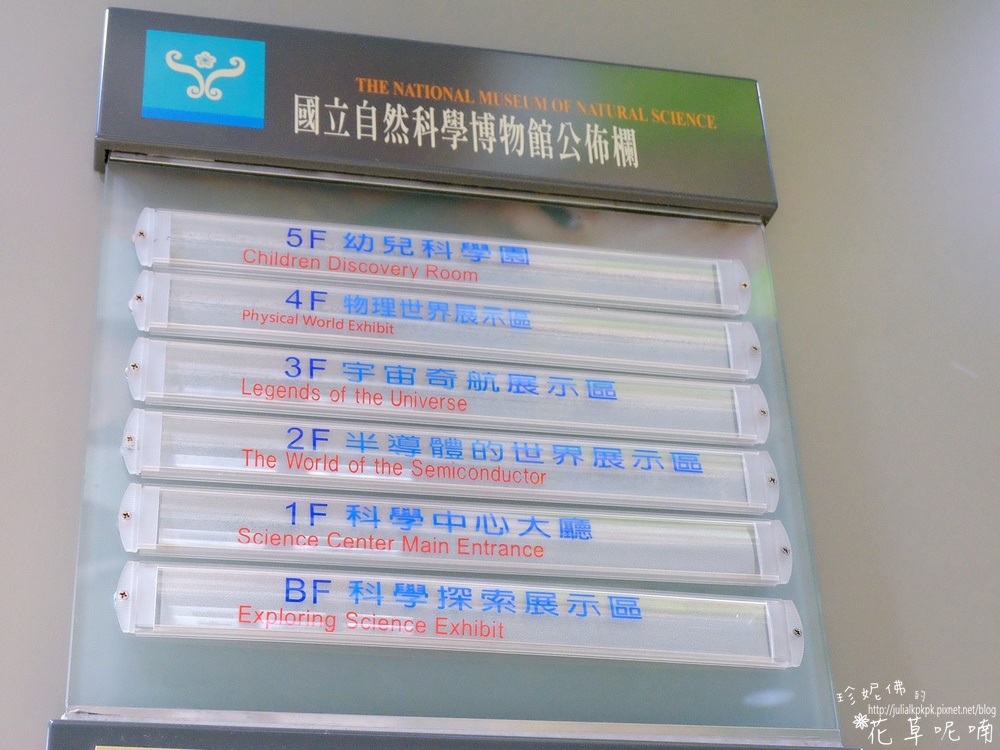 THE NATIONAL MUSEUM OF NATURAL SCIENCE
國立自然科學博物館公佈欄
5F 幼兒科學園
Children Discovery Room
4F 物理世界展示區
Physical World Exhibit
3F 宇宙奇航展示區
Legends of the Universe
2F 半導體的世界展示區
The World of the Semiconductor
1F 科學中心大廳
Science Center Main Entrance
BF 科學探索展示區
Exploring Science Exhibit
珍妮佛的
http://julialkpkpk.pixnet.net/blog
花草呢喃